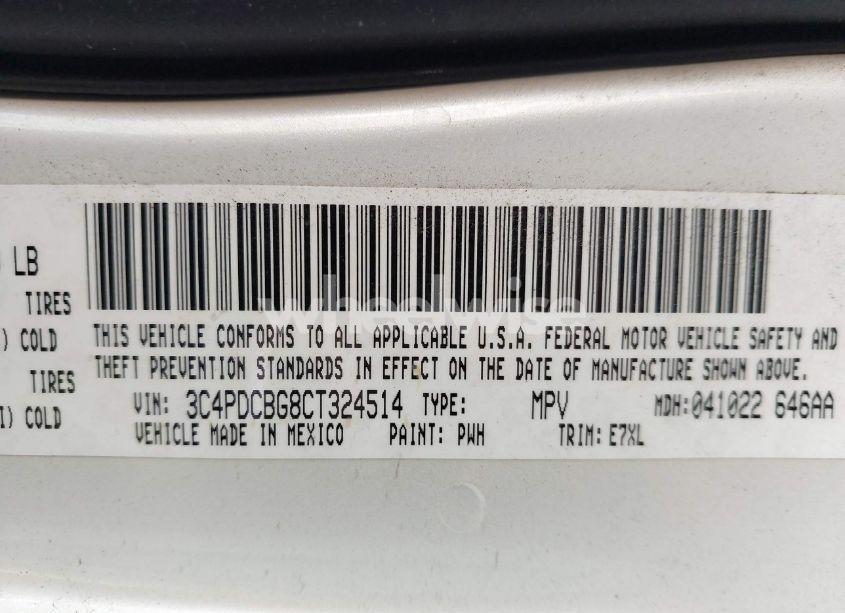 LB
TIRES
) COLD
TIRES
I) COLD
THIS VEHICLE CONFORMS TO ALL APPLICABLE U.S.A. FEDERAL MOTOR VEHICLE SAFETY AND
THEFT PREVENTION STANDARDS IN EFFECT ON THE DATE OF MANUFACTURE SHOWN ABOVE.
VIN: 3C4PDCBG8CT324514 TYPE: MPV MDH:041022 646AA
VEHICLE MADE IN MEXICO PAINT: PWH TRIM: E7XL
wheelwise